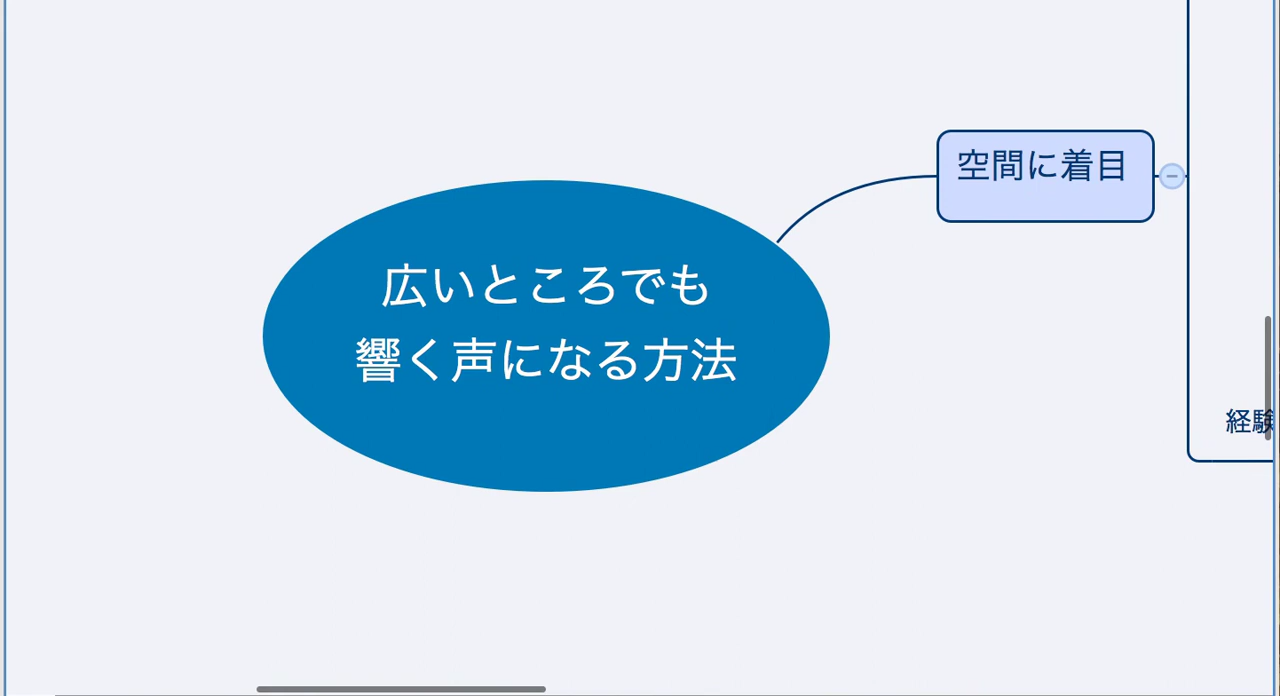 空間に着目
広いところでも
響く声になる方法
経験